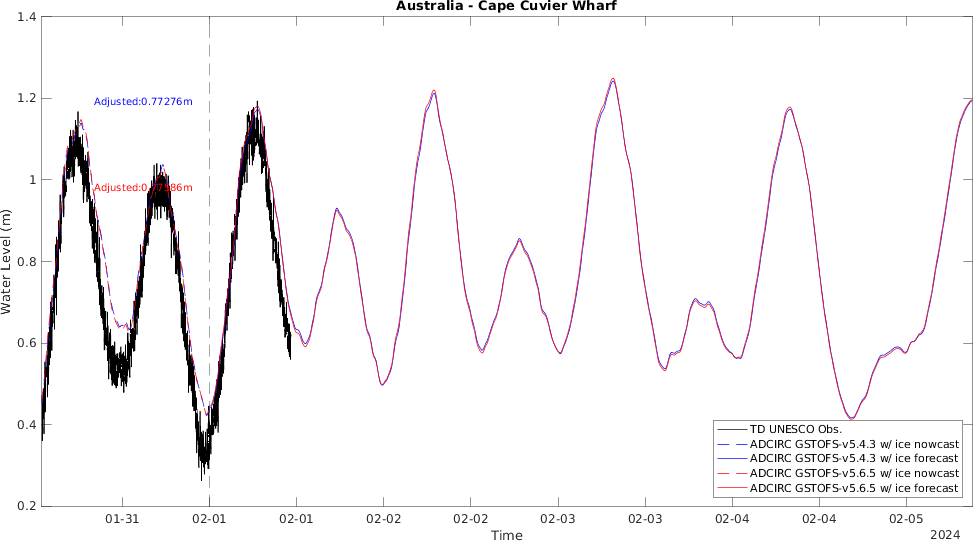 Australia - Cape Cuvier Wharf
1.4
1.2
1
0.8
0.6
0.4
0.2
Water Level (m)
Adjusted:0.77276m
Adjusted:0.77586m
TD UNESCO Obs.
ADCIRC GSTOFS-v5.4.3 w/ ice nowcast
ADCIRC GSTOFS-v5.4.3 w/ ice forecast
ADCIRC GSTOFS-v5.6.5 w/ ice nowcast
ADCIRC GSTOFS-v5.6.5 w/ ice forecast
01-31 02-01 02-01 02-02 02-02 02-03 02-03 02-04 02-04 02-05
Time
2024